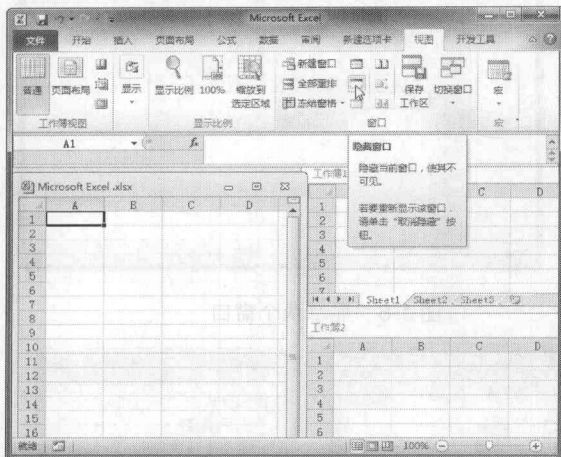 Microsoft Excel
文件 开始 插入 页面布局 公式 数据 审阅 新建选项卡 视图 开发工具
普通 页面布局 显示 显示比例 100% 缩放到选定区域 新建窗口 全部重排 冻结窗格 保存工作区 切换窗口 宏
工作簿视图 显示比例 窗口 宏
A1 fx
隐藏窗口
隐藏当前窗口,使其不
可见。
若要重新显示该窗口,
请单击“取消隐藏”按
钮。
工作簿1
C D
1
2
3
4
5
6
7
Sheet1 Sheet2 Sheet3
Microsoft Excel .xlsx
A B C D
1
2
3
4
5
6
7
8
9
10
11
12
13
14
15
16
工作簿2
A B C D
1
2
3
4
5
6
就绪 100%